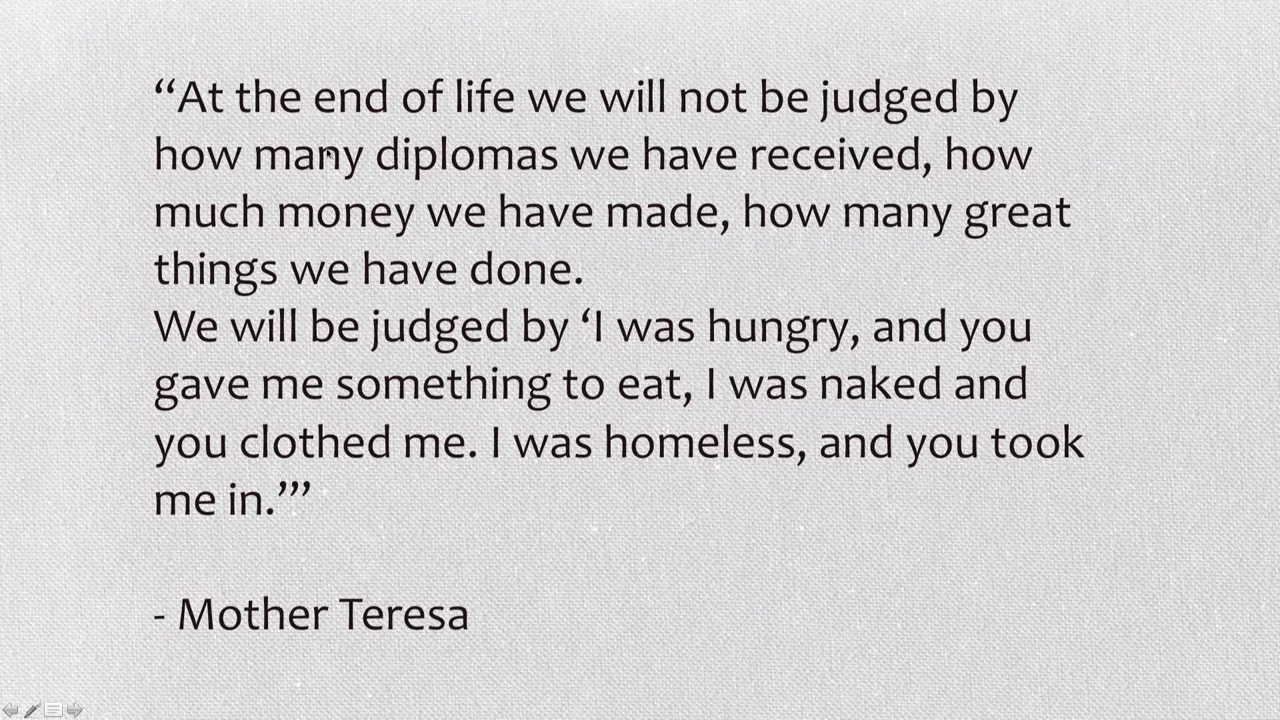 “At the end of life we will not be judged by
how many diplomas we have received, how
much money we have made, how many great
things we have done.
We will be judged by ‘I was hungry, and you
gave me something to eat, I was naked and
you clothed me. I was homeless, and you took
me in.’”
- Mother Teresa